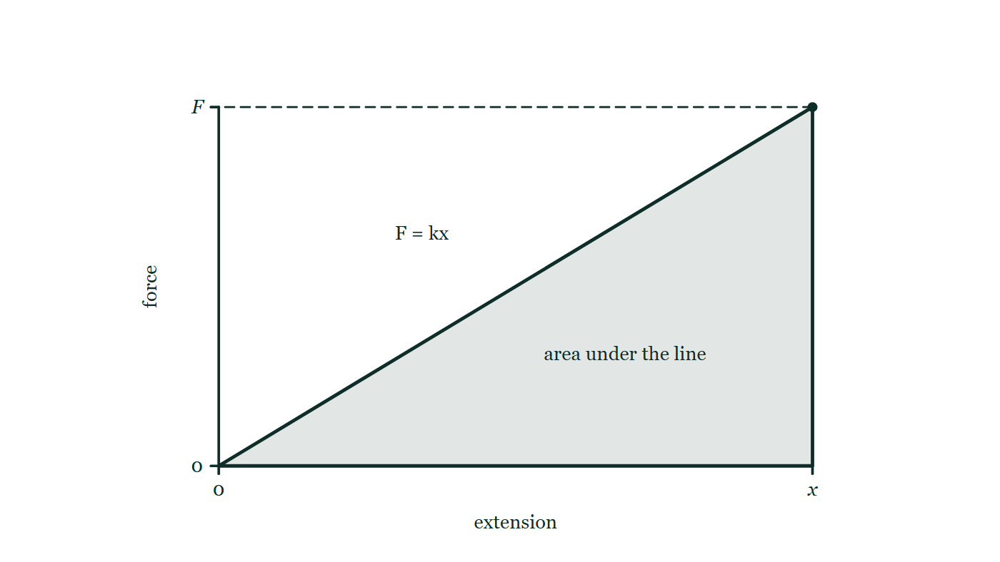 F
F = kx
force
area under the line
0
0
x
extension